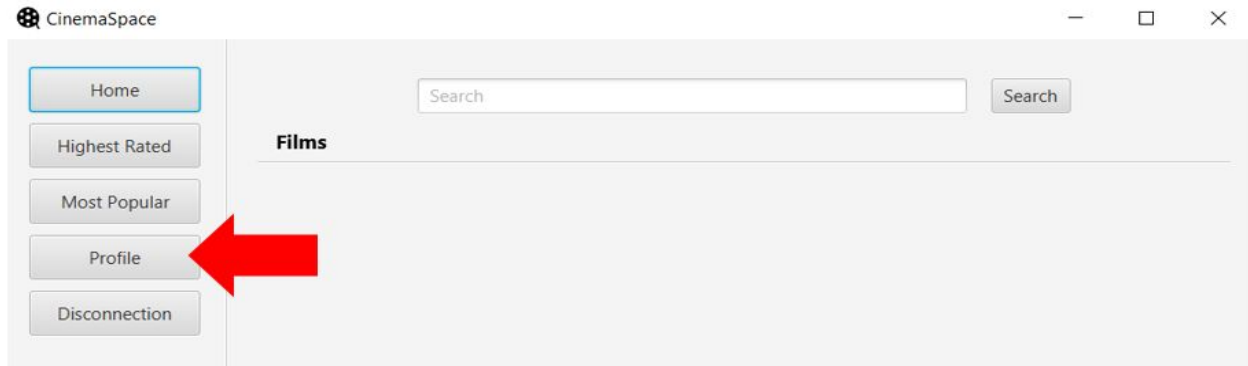 CinemaSpace
Home
Search
Search
Highest Rated
Films
Most Popular
Profile
Disconnection